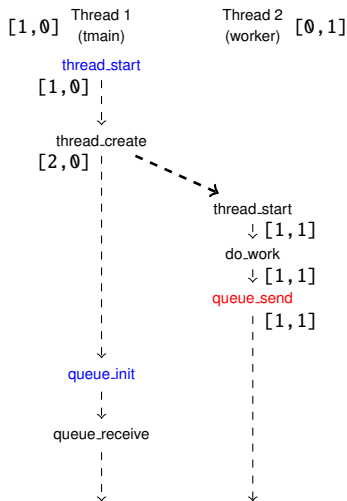 [1,0] Thread 1 Thread 2 [0,1]
(tmain) (worker)
thread_start
[1,0]
thread_create
[2,0]
thread_start
[1,1]
do_work
[1,1]
queue_send
[1,1]
queue_init
queue_receive